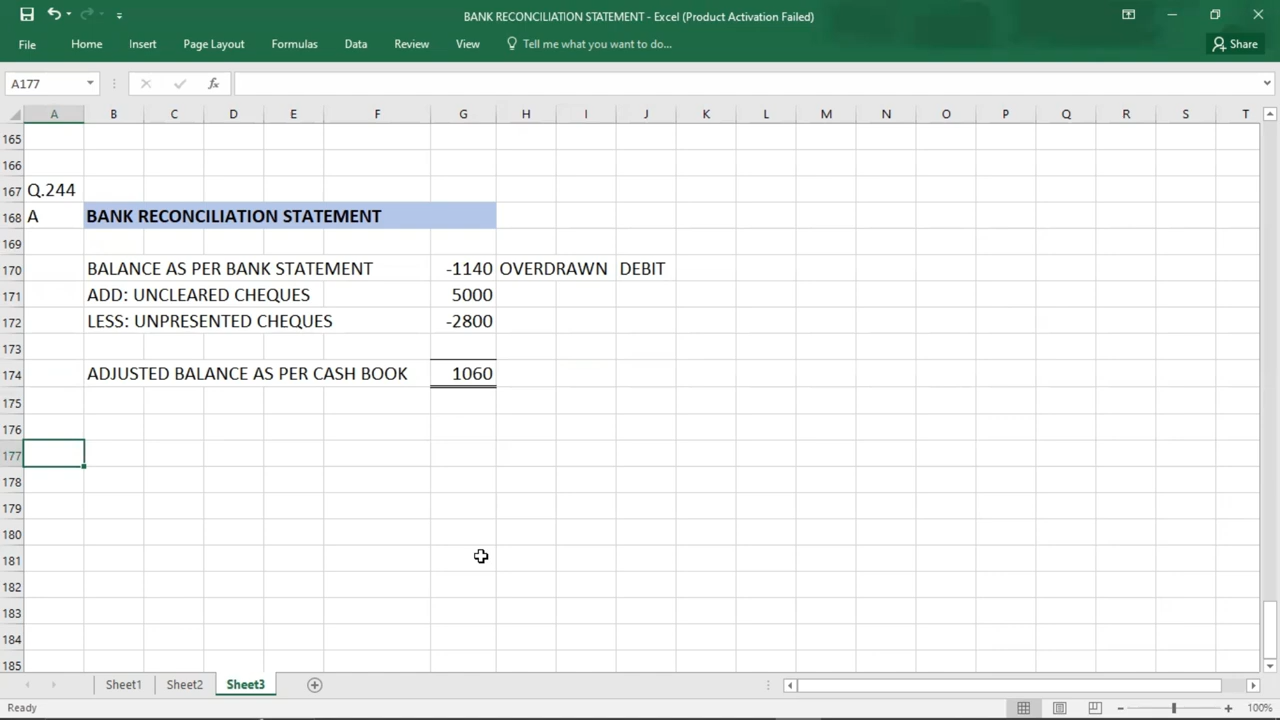 BANK RECONCILIATION STATEMENT - Excel (Product Activation Failed)
File Home Insert Page Layout Formulas Data Review View Tell me what you want to do... Share
A177 fx
A B C D E F G H I J K L M N O P Q R S T
165
166
167 Q.244
168 A BANK RECONCILIATION STATEMENT
169
170 BALANCE AS PER BANK STATEMENT -1140 OVERDRAWN DEBIT
171 ADD: UNCLEARED CHEQUES 5000
172 LESS: UNPRESENTED CHEQUES -2800
173
174 ADJUSTED BALANCE AS PER CASH BOOK 1060
175
176
177
178
179
180
181
182
183
184
185
Sheet1 Sheet2 Sheet3
Ready 100%